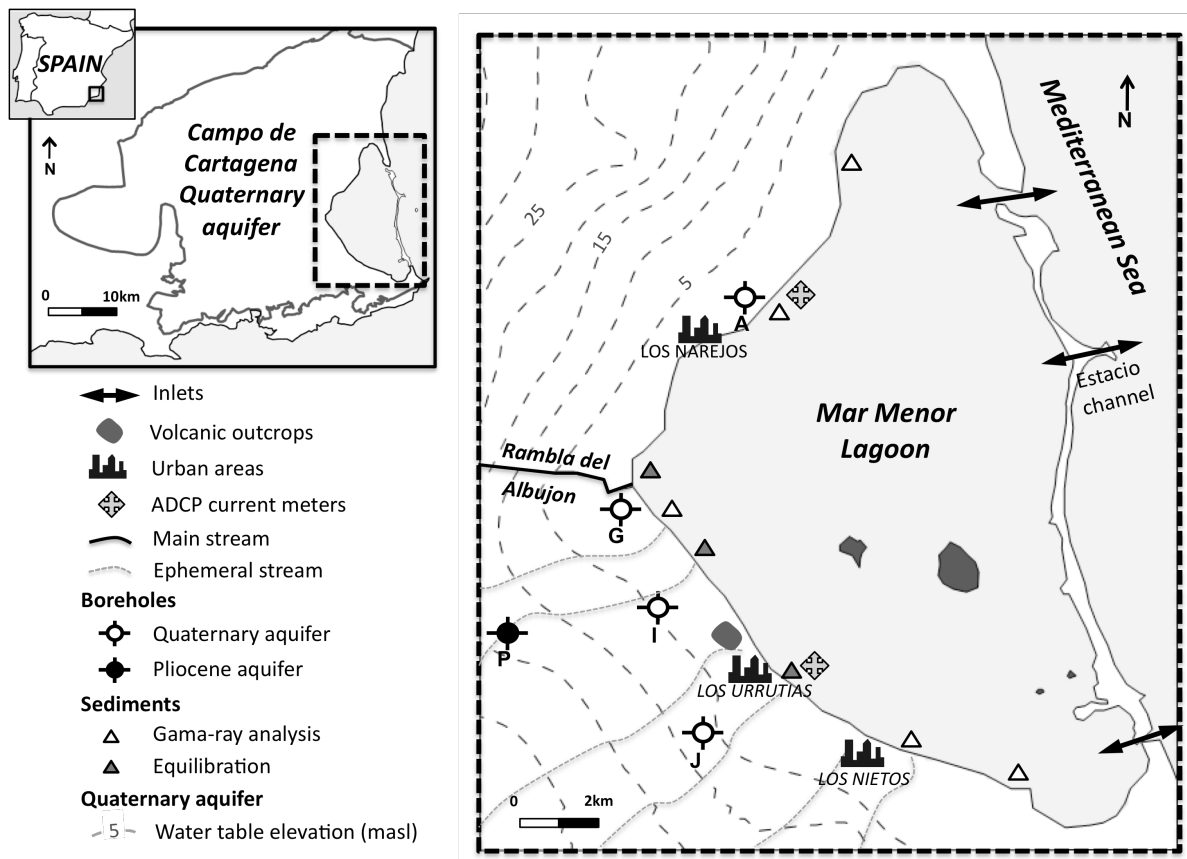 SPAIN
N
Campo de
Cartagena
Quaternary
aquifer
0 10km
Inlets
Volcanic outcrops
Urban areas
ADCP current meters
Main stream
Ephemeral stream
Boreholes
Quaternary aquifer
Pliocene aquifer
Sediments
Gama-ray analysis
Equilibration
Quaternary aquifer
5 Water table elevation (masl)
N
Mediterranean Sea
25
15
5
A
LOS NAREJOS
Estacio
channel
Mar Menor
Lagoon
Rambla del
Albujon
G
I
P
LOS URRUTIAS
J
LOS NIETOS
0 2km